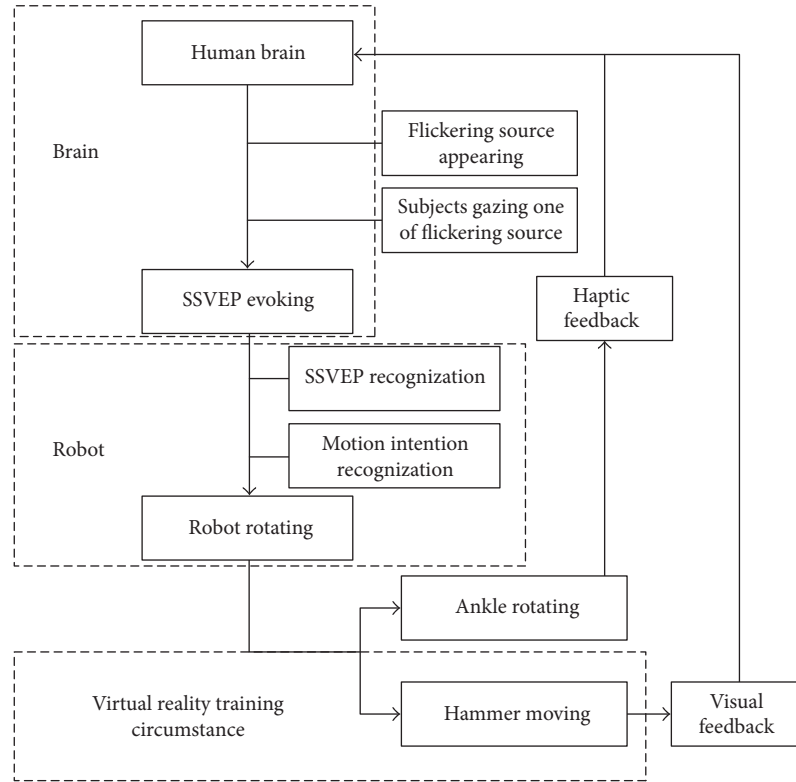 Human brain
Brain
Flickering source
appearing
Subjects gazing one
of flickering source
SSVEP evoking
Haptic
feedback
SSVEP recognization
Robot
Motion intention
recognization
Robot rotating
Ankle rotating
Virtual reality training
circumstance
Hammer moving
Visual
feedback